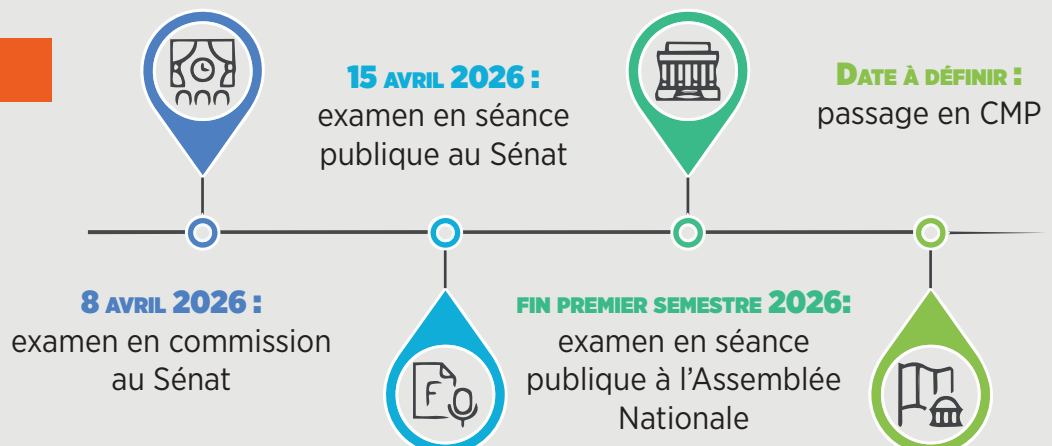 8 AVRIL 2026 :
examen en commission
au Sénat
15 AVRIL 2026 :
examen en séance
publique au Sénat
FIN PREMIER SEMESTRE 2026:
examen en séance
publique à l'Assemblée
Nationale
DATE À DÉFINIR :
passage en CMP
F